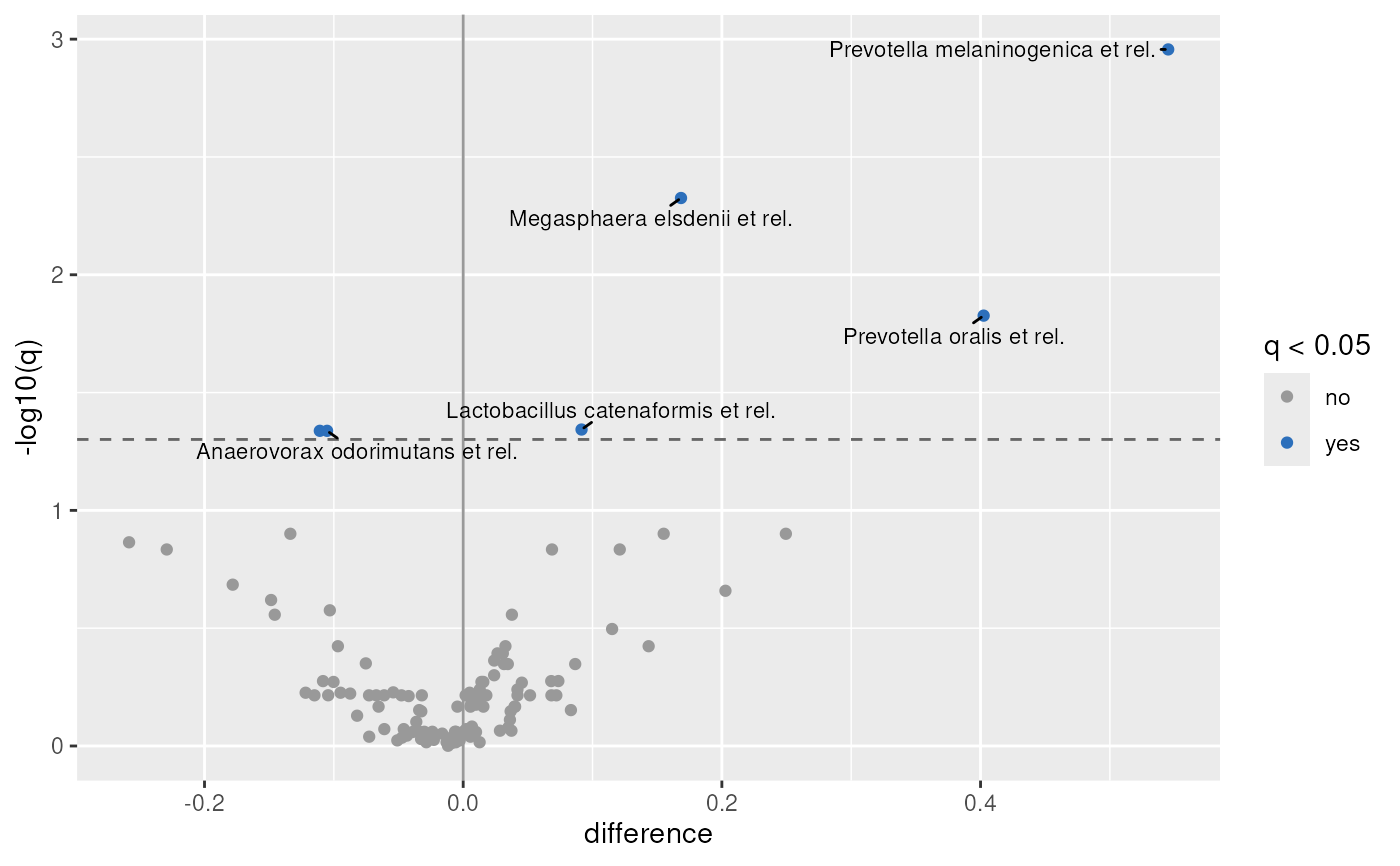 3
Prevotella melaninogenica et rel.
Megasphaera elsdenii et rel.
2
Prevotella oralis et rel.
q < 0.05
no
yes
-log10(q)
Lactobacillus catenaformis et rel.
Anaerovorax odorimutans et rel.
1
0
-0.2
0.0
0.2
0.4
difference